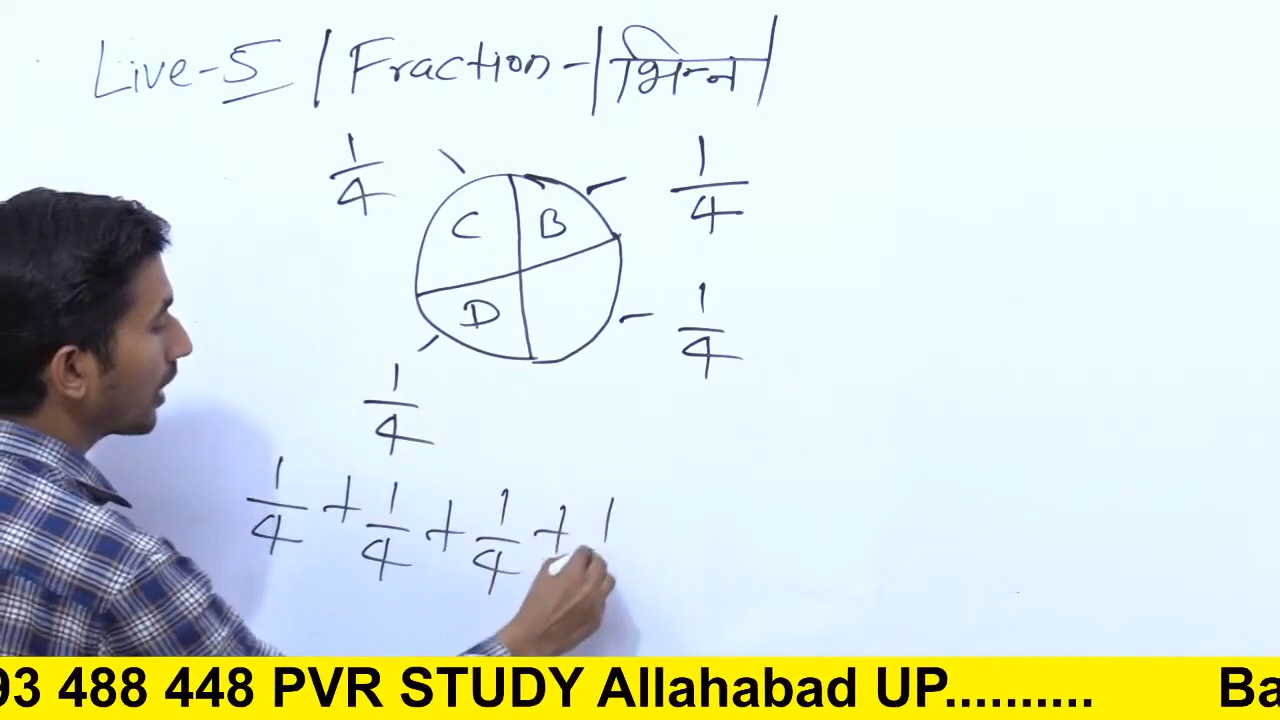 Live-5 / Fraction - | भिन्न |
1/4
1/4
C B
D
1/4
1/4
1/4 + 1/4 + 1/4 + 1
93 488 448 PVR STUDY Allahabad UP.......... Ba